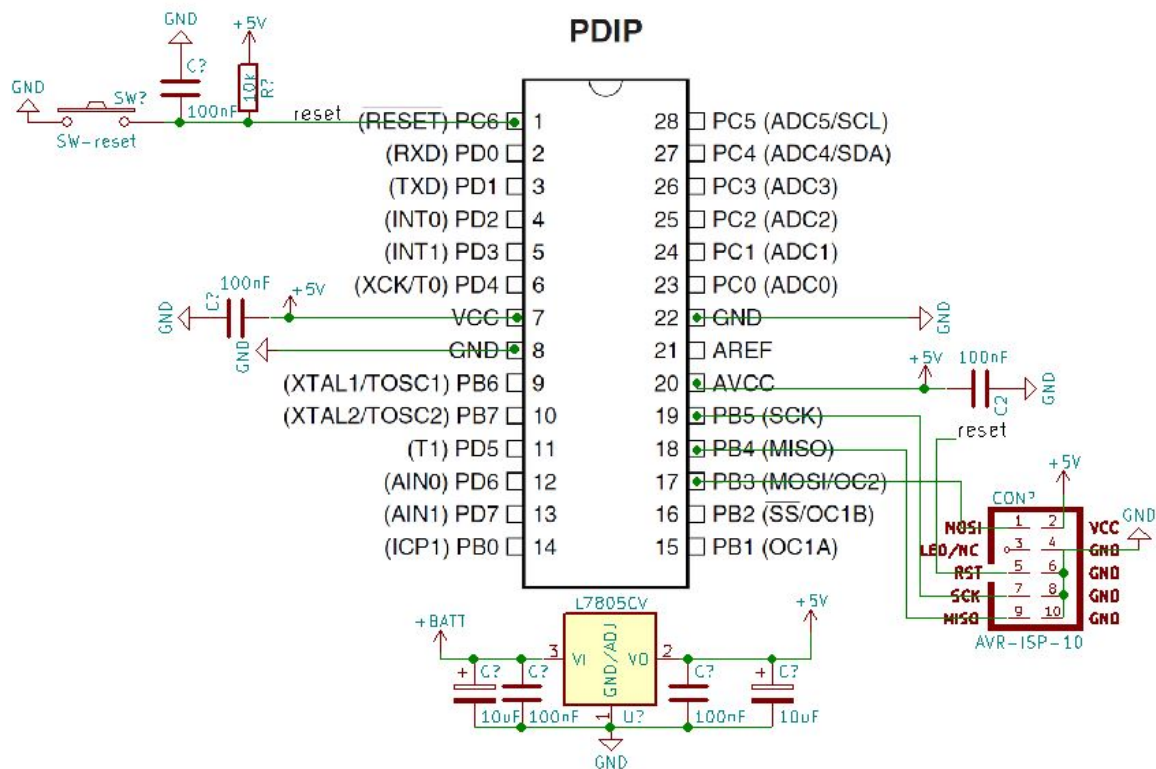 PDIP
GND
+5V
C?
10k
R?
GND
SW?
100nF
reset
SW-reset
(RESET) PC6 1
(RXD) PD0 2
(TXD) PD1 3
(INT0) PD2 4
(INT1) PD3 5
(XCK/T0) PD4 6
VCC 7
GND 8
(XTAL1/TOSC1) PB6 9
(XTAL2/TOSC2) PB7 10
(T1) PD5 11
(AIN0) PD6 12
(AIN1) PD7 13
(ICP1) PB0 14
28 PC5 (ADC5/SCL)
27 PC4 (ADC4/SDA)
26 PC3 (ADC3)
25 PC2 (ADC2)
24 PC1 (ADC1)
23 PC0 (ADC0)
22 GND
21 AREF
20 AVCC
19 PB5 (SCK)
18 PB4 (MISO)
17 PB3 (MOSI/OC2)
16 PB2 (SS/OC1B)
15 PB1 (OC1A)
100nF
C?
+5V
GND
GND
GND
+5V
100nF
C2
GND
reset
+5V
CON?
GND
MOSI 1 2 VCC
LED/NC 3 4 GND
RST 5 6 GND
SCK 7 8 GND
MISO 9 10 GND
AVR-ISP-10
L7805CV
+BATT
+5V
3 VI
GND/ADJ
VO 2
1
U?
+ C?
10uF
C?
100nF
C?
100nF
+ C?
10uF
GND